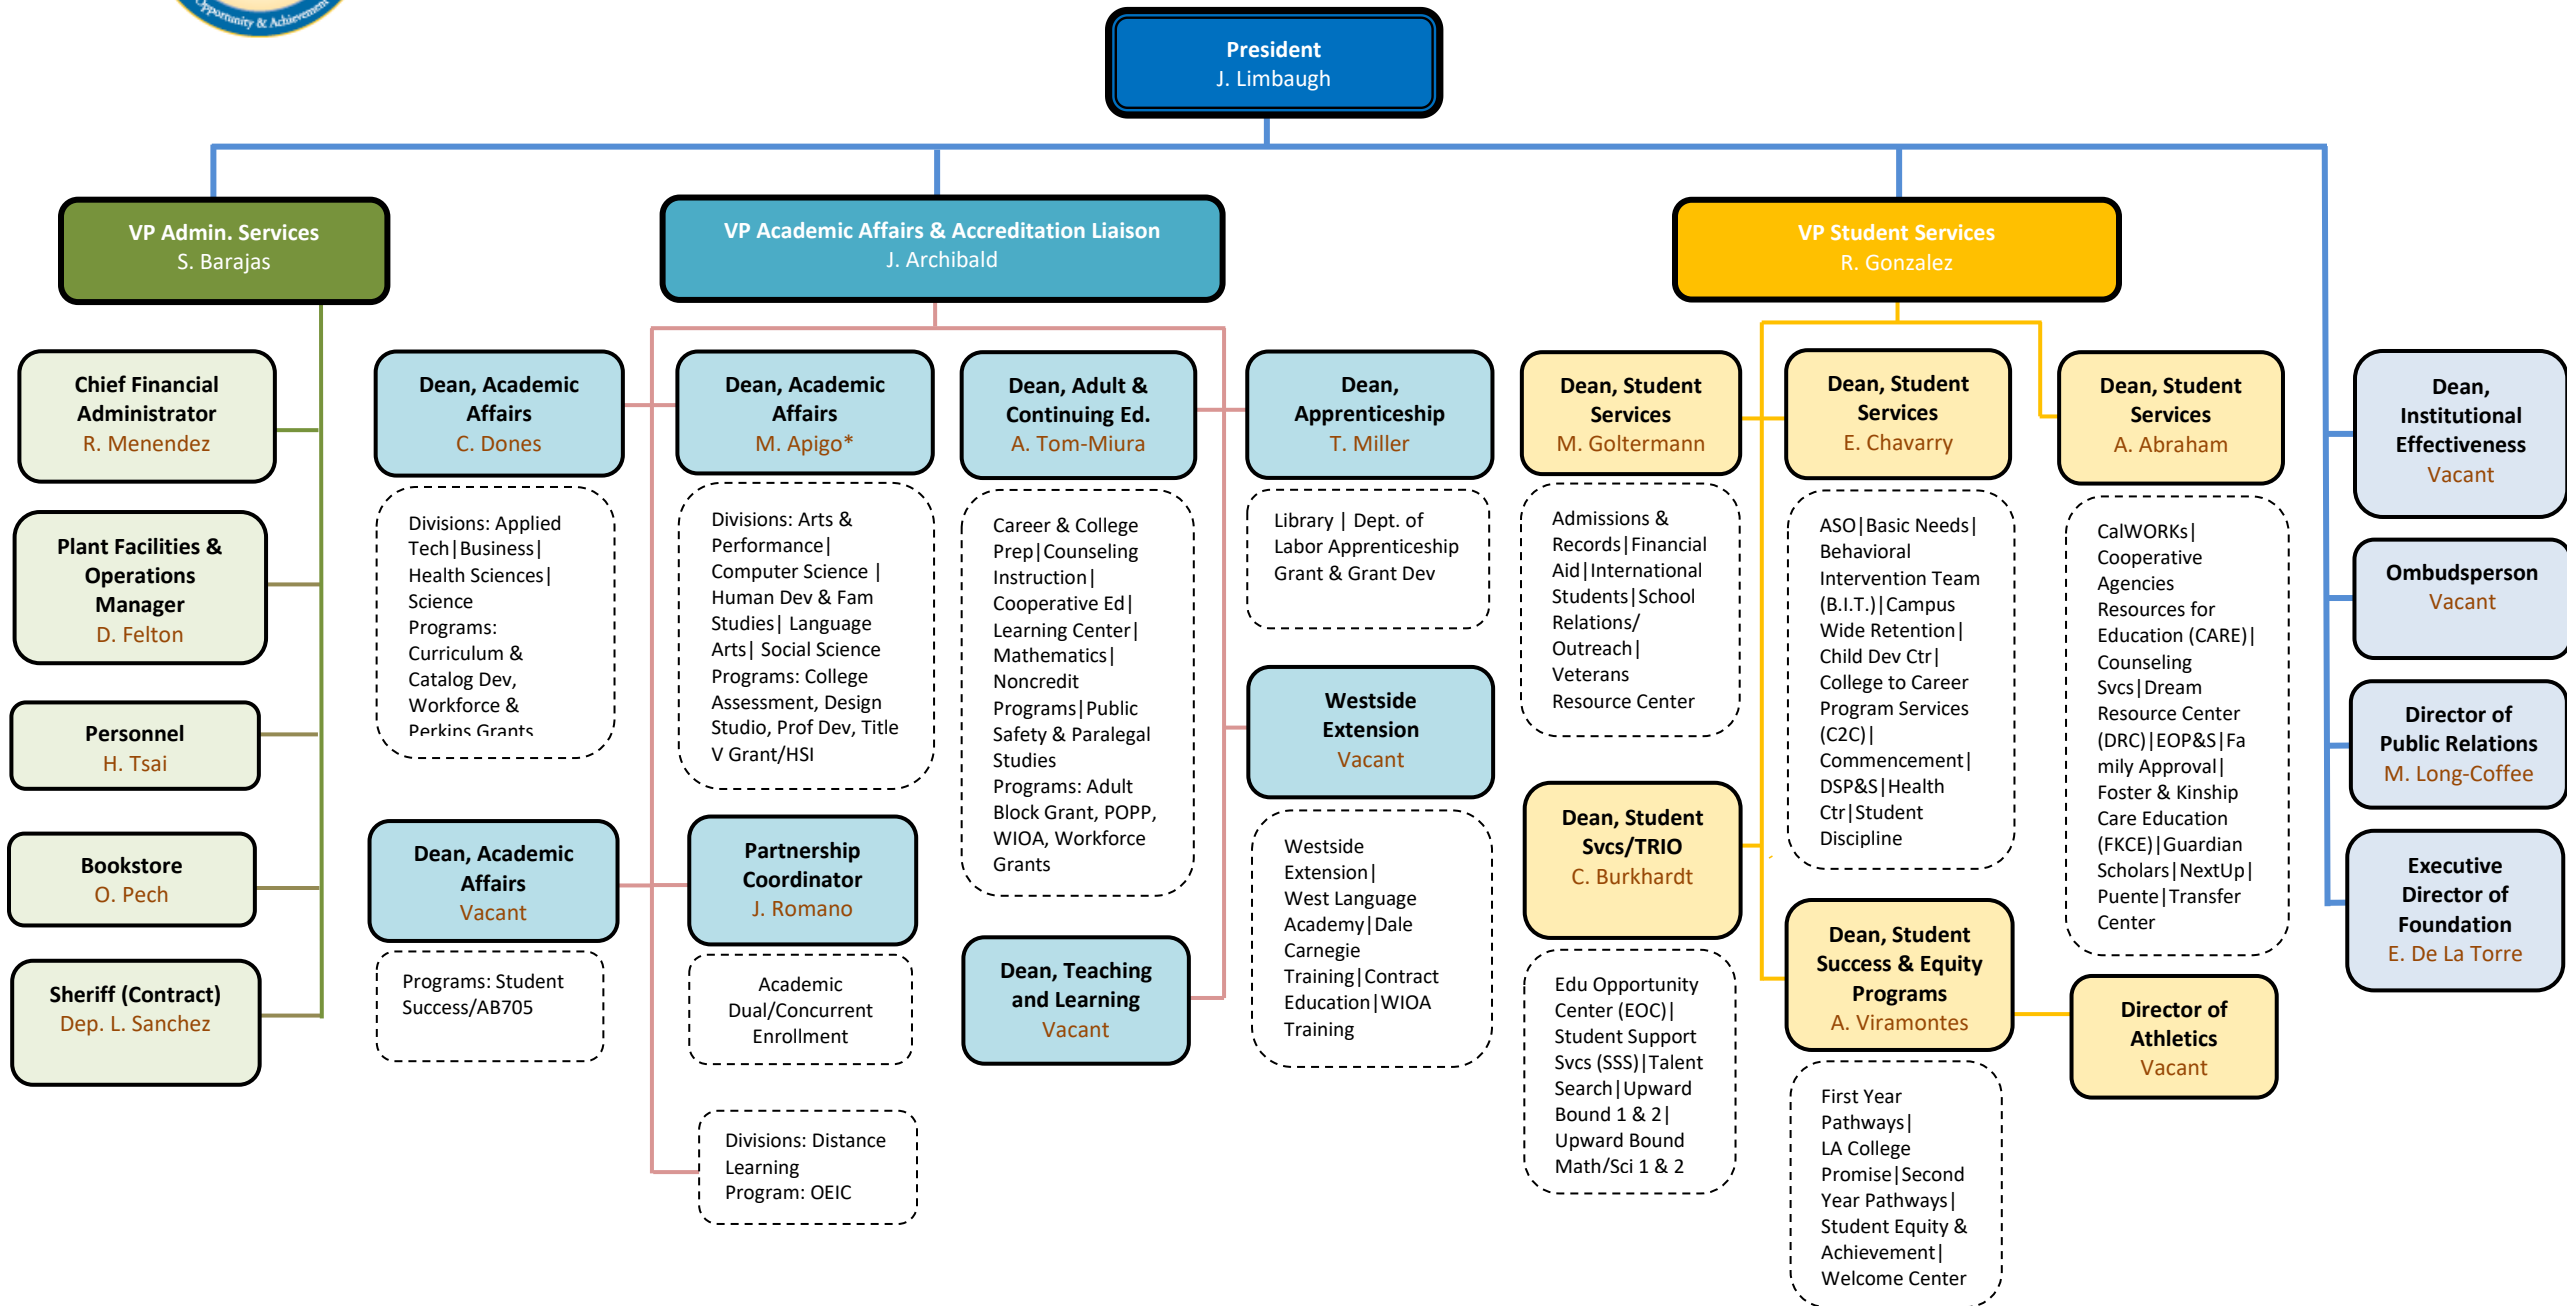 Opportunity & Achievement
President
J. Limbaugh
VP Admin. Services
S. Barajas
VP Academic Affairs & Accreditation Liaison
J. Archibald
VP Student Services
R. Gonzalez
Chief Financial
Administrator
R. Menendez
Plant Facilities &
Operations
Manager
D. Felton
Personnel
H. Tsai
Bookstore
O. Pech
Sheriff (Contract)
Dep. L. Sanchez
Dean, Academic
Affairs
C. Dones
Divisions: Applied
Tech|Business|
Health Sciences|
Science
Programs:
Curriculum &
Catalog Dev,
Workforce &
Perkins Grants
Dean, Academic
Affairs
Vacant
Programs: Student
Success/AB705
Dean, Academic
Affairs
M. Apigo*
Divisions: Arts &
Performance|
Computer Science |
Human Dev & Fam
Studies| Language
Arts| Social Science
Programs: College
Assessment, Design
Studio, Prof Dev, Title
V Grant/HSI
Partnership
Coordinator
J. Romano
Academic
Dual/Concurrent
Enrollment
Divisions: Distance
Learning
Program: OEIC
Dean, Adult &
Continuing Ed.
A. Tom-Miura
Career & College
Prep|Counseling
Instruction|
Cooperative Ed|
Learning Center|
Mathematics|
Noncredit
Programs|Public
Safety & Paralegal
Studies
Programs: Adult
Block Grant, POPP,
WIOA, Workforce
Grants
Dean, Teaching
and Learning
Vacant
Dean,
Apprenticeship
T. Miller
Library | Dept. of
Labor Apprenticeship
Grant & Grant Dev
Westside
Extension
Vacant
Westside
Extension|
West Language
Academy|Dale
Carnegie
Training|Contract
Education|WIOA
Training
Dean, Student
Services
M. Goltermann
Admissions &
Records|Financial
Aid|International
Students|School
Relations/
Outreach|
Veterans
Resource Center
Dean, Student
Svcs/TRIO
C. Burkhardt
Edu Opportunity
Center (EOC)|
Student Support
Svcs (SSS)|Talent
Search|Upward
Bound 1 & 2|
Upward Bound
Math/Sci 1 & 2
Dean, Student
Services
E. Chavarry
ASO|Basic Needs|
Behavioral
Intervention Team
(B.I.T.)|Campus
Wide Retention|
Child Dev Ctr|
College to Career
Program Services
(C2C)|
Commencement|
DSP&S|Health
Ctr|Student
Discipline
Dean, Student
Success & Equity
Programs
A. Viramontes
First Year
Pathways|
LA College
Promise|Second
Year Pathways|
Student Equity &
Achievement|
Welcome Center
Dean, Student
Services
A. Abraham
CalWORKs|
Cooperative
Agencies
Resources for
Education (CARE)|
Counseling
Svcs|Dream
Resource Center
(DRC)|EOP&S|Fa
mily Approval|
Foster & Kinship
Care Education
(FKCE)|Guardian
Scholars|NextUp|
Puente|Transfer
Center
Director of
Athletics
Vacant
Dean,
Institutional
Effectiveness
Vacant
Ombudsperson
Vacant
Director of
Public Relations
M. Long-Coffee
Executive
Director of
Foundation
E. De La Torre